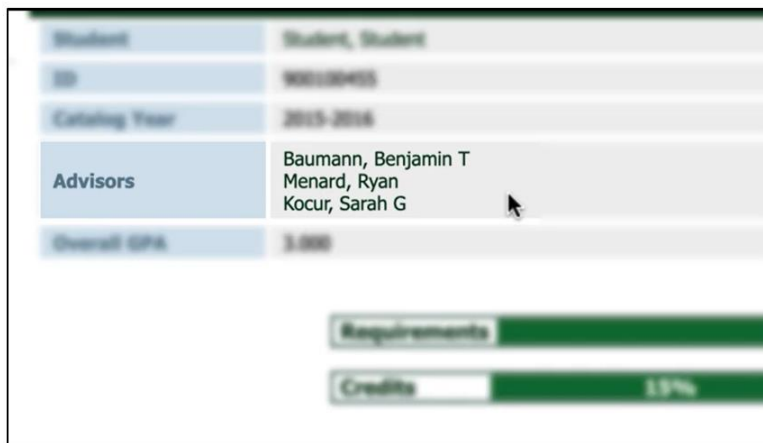 Student Student, Student
ID 900100455
Catalog Year 2015-2016
Advisors Baumann, Benjamin T
Menard, Ryan
Kocur, Sarah G
Overall GPA 3.000
Requirements
Credits 15%